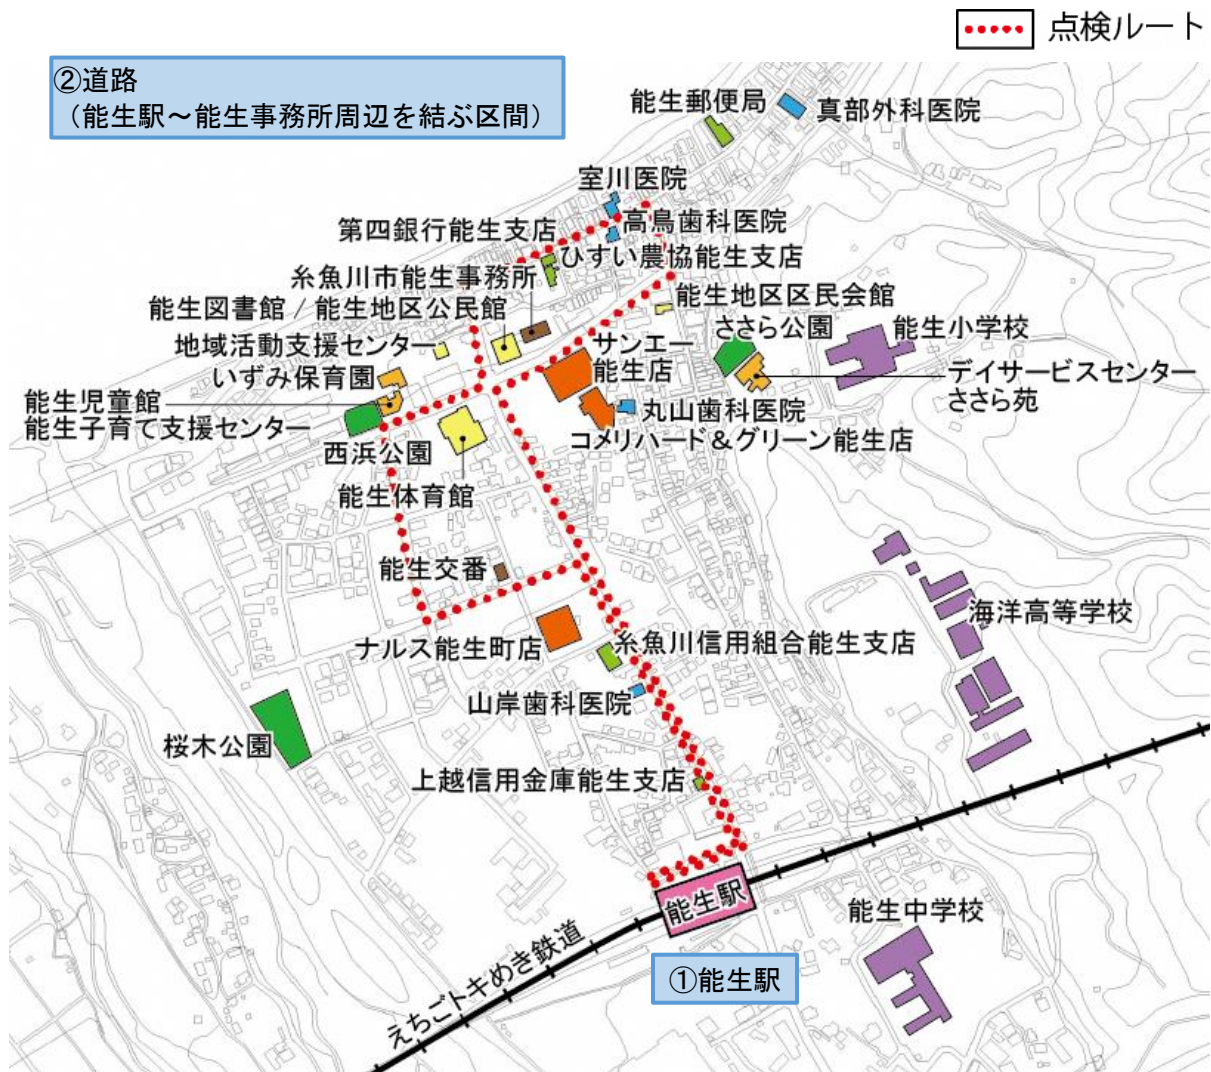 点検ルート
②道路
（能生駅～能生事務所周辺を結ぶ区間）
能生郵便局
真部外科医院
室川医院
高鳥歯科医院
第四銀行能生支店
ひすい農協能生支店
糸魚川市能生事務所
能生図書館／能生地区公民館
能生地区区民会館
地域活動支援センター
サンエー
能生店
ささら公園
能生小学校
いずみ保育園
デイサービスセンター
ささら苑
能生児童館
能生子育て支援センター
丸山歯科医院
コメリハード＆グリーン能生店
西浜公園
能生体育館
能生交番
海洋高等学校
ナルス能生町店
糸魚川信用組合能生支店
山岸歯科医院
桜木公園
上越信用金庫能生支店
能生駅
能生中学校
えちごトキめき鉄道
①能生駅